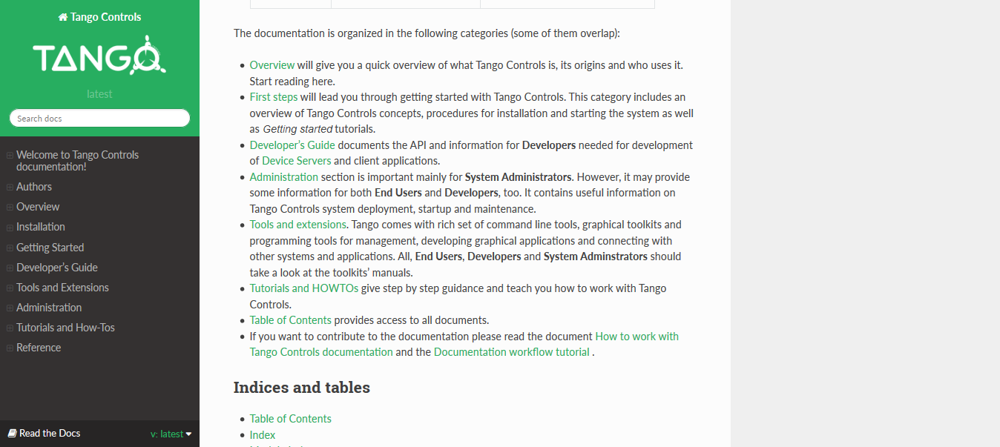 Tango Controls
TANGO
latest
Search docs
Welcome to Tango Controls
documentation!
Authors
Overview
Installation
Getting Started
Developer's Guide
Tools and Extensions
Administration
Tutorials and How-Tos
Reference
Read the Docs
v: latest
The documentation is organized in the following categories (some of them overlap):
Overview will give you a quick overview of what Tango Controls is, its origins and who uses it.
Start reading here.
First steps will lead you through getting started with Tango Controls. This category includes an
overview of Tango Controls concepts, procedures for installation and starting the system as well
as Getting started tutorials.
Developer's Guide documents the API and information for Developers needed for development
of Device Servers and client applications.
Administration section is important mainly for System Administrators. However, it may provide
some information for both End Users and Developers, too. It contains useful information on
Tango Controls system deployment, startup and maintenance.
Tools and extensions. Tango comes with rich set of command line tools, graphical toolkits and
programming tools for management, developing graphical applications and connecting with
other systems and applications. All, End Users, Developers and System Adminstrators should
take a look at the toolkits' manuals.
Tutorials and HOWTOs give step by step guidance and teach you how to work with Tango
Controls.
Table of Contents provides access to all documents.
If you want to contribute to the documentation please read the document How to work with
Tango Controls documentation and the Documentation workflow tutorial .
Indices and tables
Table of Contents
Index